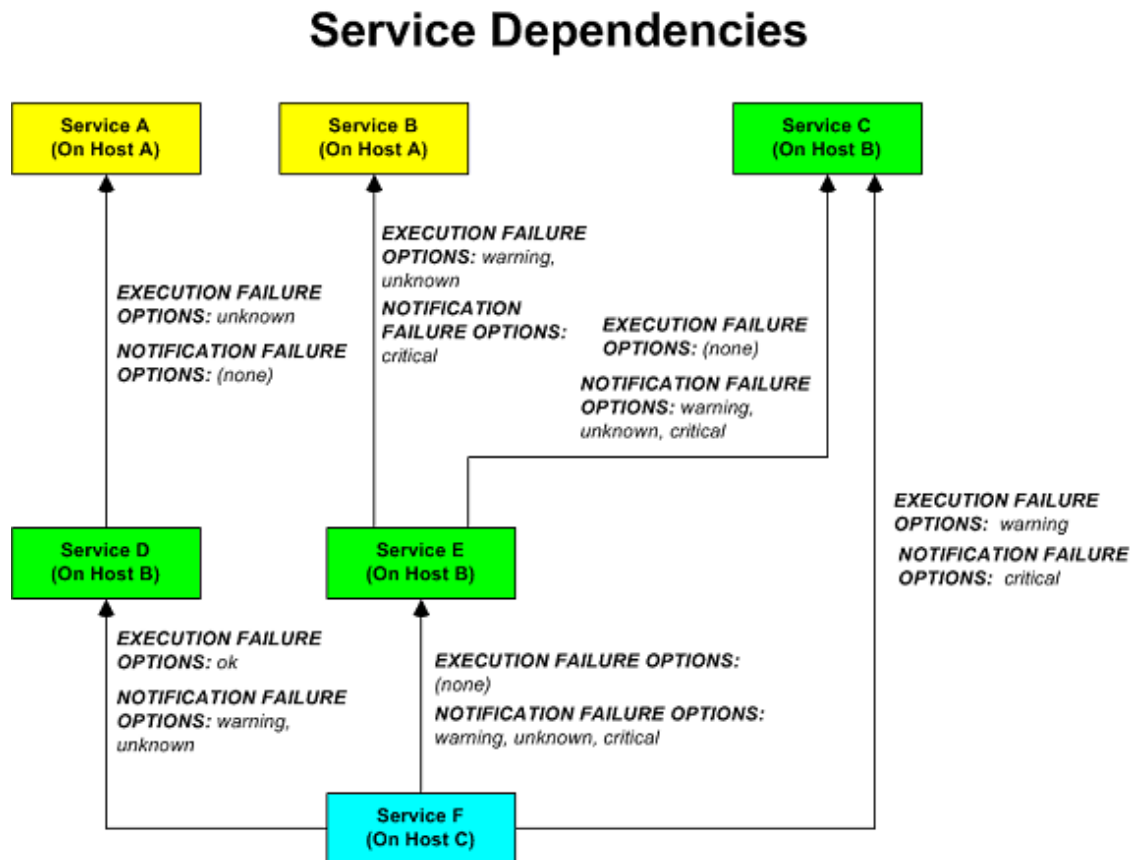 Service Dependencies
Service A
(On Host A)
Service B
(On Host A)
Service C
(On Host B)
EXECUTION FAILURE
OPTIONS: unknown
NOTIFICATION FAILURE
OPTIONS: (none)
EXECUTION FAILURE
OPTIONS: warning,
unknown
NOTIFICATION
FAILURE OPTIONS:
critical
EXECUTION FAILURE
OPTIONS: (none)
NOTIFICATION FAILURE
OPTIONS: warning,
unknown, critical
EXECUTION FAILURE
OPTIONS: warning
NOTIFICATION FAILURE
OPTIONS: critical
Service D
(On Host B)
Service E
(On Host B)
EXECUTION FAILURE
OPTIONS: ok
NOTIFICATION FAILURE
OPTIONS: warning,
unknown
EXECUTION FAILURE OPTIONS:
(none)
NOTIFICATION FAILURE OPTIONS:
warning, unknown, critical
Service F
(On Host C)